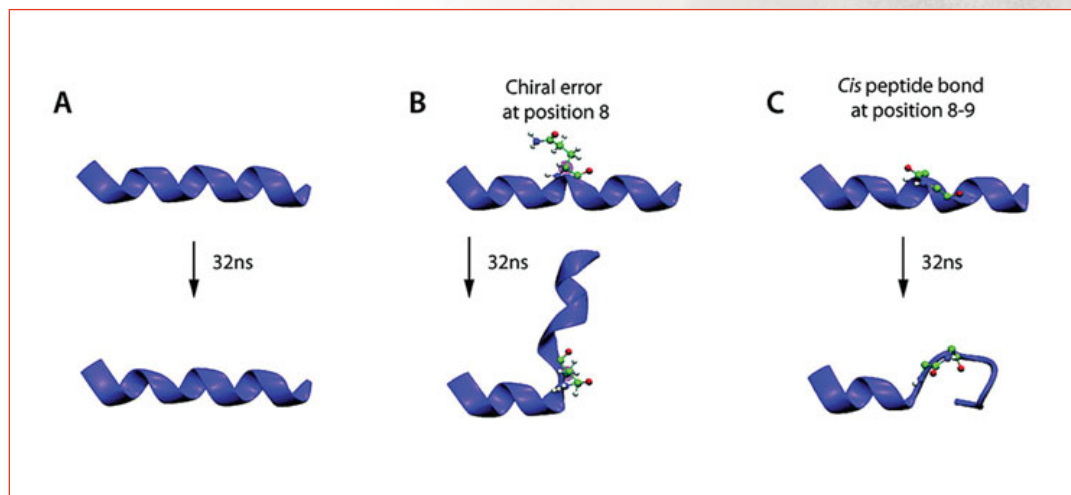 A
B
Chiral error
at position 8
C
Cis peptide bond
at position 8-9
32ns
32ns
32ns